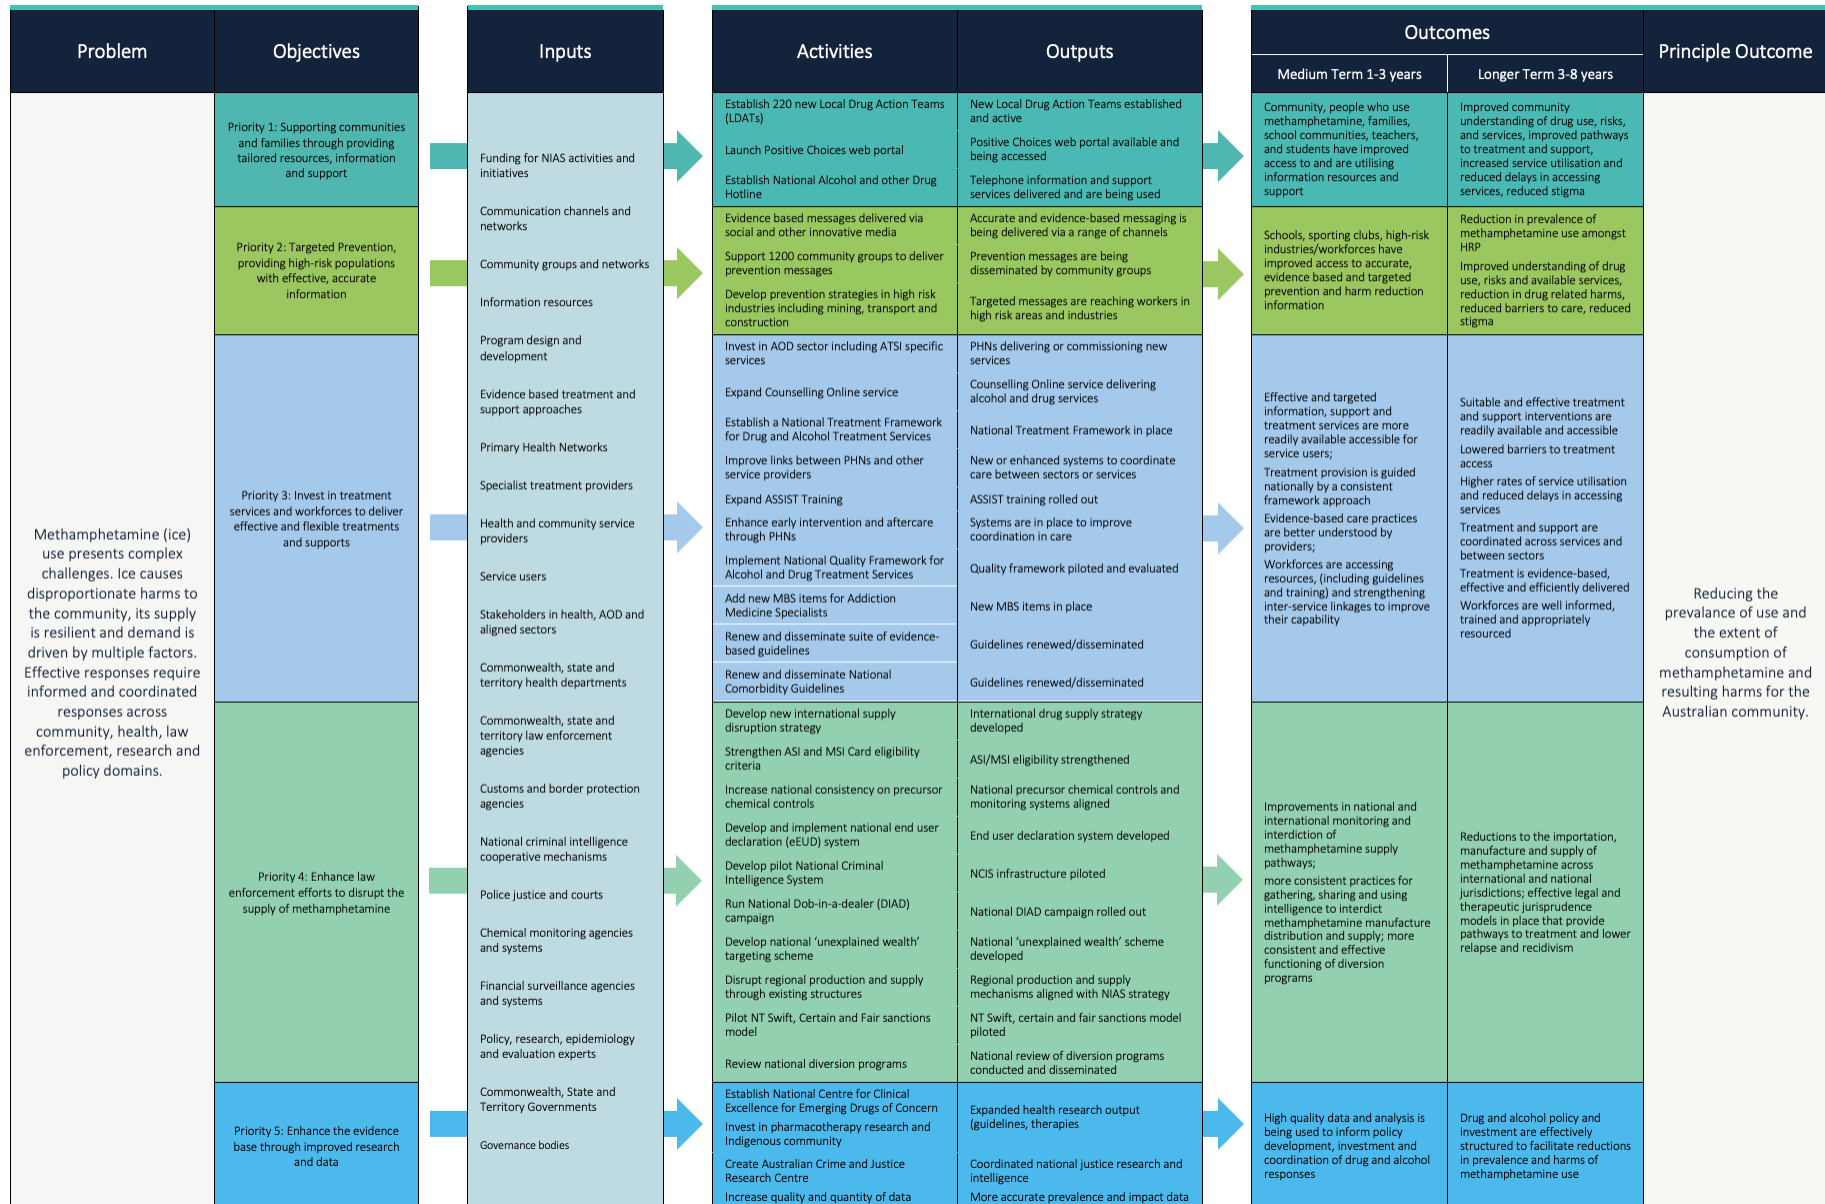 Problem
Objectives
Inputs
Activities
Outputs
Outcomes
Medium Term 1-3 years
Longer Term 3-8 years
Principle Outcome
Methamphetamine (ice)
use presents complex
challenges. Ice causes
disproportionate harms to
the community, its supply
is resilient and demand is
driven by multiple factors.
Effective responses require
informed and coordinated
responses across
community, health, law
enforcement, research and
policy domains.
Priority 1: Supporting communities
and families through providing
tailored resources, information
and support
Priority 2: Targeted Prevention,
providing high-risk populations
with effective, accurate
information
Priority 3: Invest in treatment
services and workforces to deliver
effective and flexible treatments
and supports
Priority 4: Enhance law
enforcement efforts to disrupt the
supply of methamphetamine
Priority 5: Enhance the evidence
base through improved research
and data
Funding for NIAS activities and
initiatives
Communication channels and
networks
Community groups and networks
Information resources
Program design and
development
Evidence based treatment and
support approaches
Primary Health Networks
Specialist treatment providers
Health and community service
providers
Service users
Stakeholders in health, AOD and
aligned sectors
Commonwealth, state and
territory health departments
Commonwealth, state and
territory law enforcement
agencies
Customs and border protection
agencies
National criminal intelligence
cooperative mechanisms
Police justice and courts
Chemical monitoring agencies
and systems
Financial surveillance agencies
and systems
Policy, research, epidemiology
and evaluation experts
Commonwealth, State and
Territory Governments
Governance bodies
Establish 220 new Local Drug Action Teams
(LDATs)
Launch Positive Choices web portal
Establish National Alcohol and other Drug
Hotline
New Local Drug Action Teams established
and active
Positive Choices web portal available and
being accessed
Telephone information and support
services delivered and are being used
Community, people who use
methamphetamine, families,
school communities, teachers,
and students have improved
access to and are utilising
information resources and
support
Improved community
understanding of drug use, risks,
and services, improved pathways
to treatment and support,
increased service utilisation and
reduced delays in accessing
services, reduced stigma
Evidence based messages delivered via
social and other innovative media
Support 1200 community groups to deliver
prevention messages
Develop prevention strategies in high risk
industries including mining, transport and
construction
Accurate and evidence-based messaging is
being delivered via a range of channels
Prevention messages are being
disseminated by community groups
Targeted messages are reaching workers in
high risk areas and industries
Schools, sporting clubs, high-risk
industries/workforces have
improved access to accurate,
evidence based and targeted
prevention and harm reduction
information
Reduction in prevalence of
methamphetamine use amongst
HRP
Improved understanding of drug
use, risks and available services,
reduction in drug related harms,
reduced barriers to care, reduced
stigma
Invest in AOD sector including ATSI specific
services
Expand Counselling Online service
Establish a National Treatment Framework
for Drug and Alcohol Treatment Services
Improve links between PHNs and other
service providers
Expand ASSIST Training
Enhance early intervention and aftercare
through PHNs
Implement National Quality Framework for
Alcohol and Drug Treatment Services
Add new MBS items for Addiction
Medicine Specialists
Renew and disseminate suite of evidence-
based guidelines
Renew and disseminate National
Comorbidity Guidelines
PHNs delivering or commissioning new
services
Counselling Online service delivering
alcohol and drug services
National Treatment Framework in place
New or enhanced systems to coordinate
care between sectors or services
ASSIST training rolled out
Systems are in place to improve
coordination in care
Quality framework piloted and evaluated
New MBS items in place
Guidelines renewed/disseminated
Guidelines renewed/disseminated
Effective and targeted
information, support and
treatment services are more
readily available accessible for
service users;
Treatment provision is guided
nationally by a consistent
framework approach
Evidence-based care practices
are better understood by
providers;
Workforces are accessing
resources, (including guidelines
and training) and strengthening
inter-service linkages to improve
their capability
Suitable and effective treatment
and support interventions are
readily available and accessible
Lowered barriers to treatment
access
Higher rates of service utilisation
and reduced delays in accessing
services
Treatment and support are
coordinated across services and
between sectors
Treatment is evidence-based,
effective and efficiently delivered
Workforces are well informed,
trained and appropriately
resourced
Develop new international supply
disruption strategy
Strengthen ASI and MSI Card eligibility
criteria
Increase national consistency on precursor
chemical controls
Develop and implement national end user
declaration (eEUD) system
Develop pilot National Criminal
Intelligence System
Run National Dob-in-a-dealer (DIAD)
campaign
Develop national ‘unexplained wealth’
targeting scheme
Disrupt regional production and supply
through existing structures
Pilot NT Swift, Certain and Fair sanctions
model
Review national diversion programs
International drug supply strategy
developed
ASI/MSI eligibility strengthened
National precursor chemical controls and
monitoring systems aligned
End user declaration system developed
NCIS infrastructure piloted
National DIAD campaign rolled out
National ‘unexplained wealth’ scheme
developed
Regional production and supply
mechanisms aligned with NIAS strategy
NT Swift, certain and fair sanctions model
piloted
National review of diversion programs
conducted and disseminated
Improvements in national and
international monitoring and
interdiction of
methamphetamine supply
pathways;
more consistent practices for
gathering, sharing and using
intelligence to interdict
methamphetamine manufacture
distribution and supply; more
consistent and effective
functioning of diversion
programs
Reductions to the importation,
manufacture and supply of
methamphetamine across
international and national
jurisdictions; effective legal and
therapeutic jurisprudence
models in place that provide
pathways to treatment and lower
relapse and recidivism
Establish National Centre for Clinical
Excellence for Emerging Drugs of Concern
Invest in pharmacotherapy research and
Indigenous community
Create Australian Crime and Justice
Research Centre
Increase quality and quantity of data
Expanded health research output
(guidelines, therapies
Coordinated national justice research and
intelligence
More accurate prevalence and impact data
High quality data and analysis is
being used to inform policy
development, investment and
coordination of drug and alcohol
responses
Drug and alcohol policy and
investment are effectively
structured to facilitate reductions
in prevalence and harms of
methamphetamine use
Reducing the
prevalance of use and
the extent of
consumption of
methamphetamine and
resulting harms for the
Australian community.